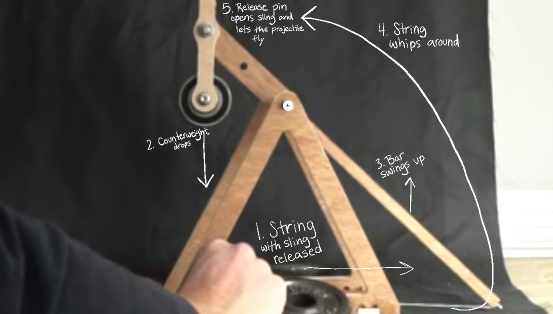 5. Release pin
opens sling and
lets the projectile
fly
4. String
whips around
2. Counterweight
drops
3. Bar
swings up
1. String
with sling
released